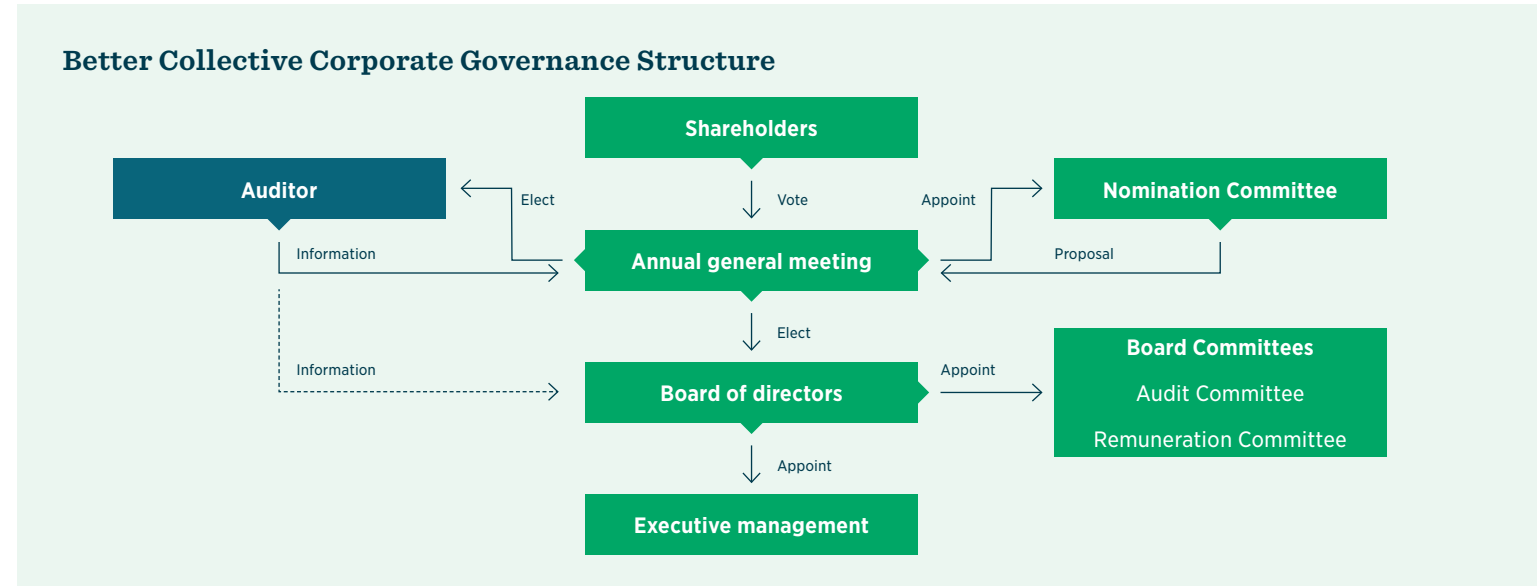 Better Collective Corporate Governance Structure
Shareholders
Auditor
Nomination Committee
Elect
Vote
Appoint
Information
Annual general meeting
Proposal
Elect
Board Committees
Information
Board of directors
Appoint
Audit Committee
Remuneration Committee
Appoint
Executive management